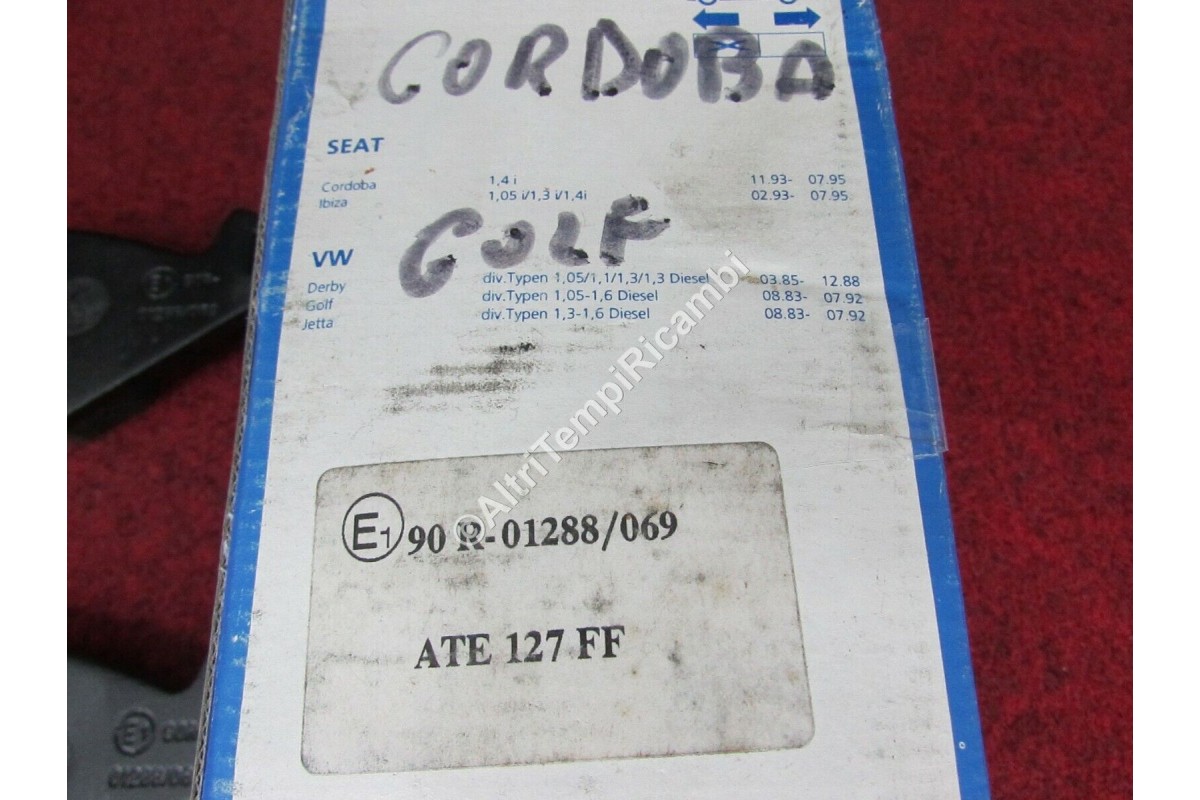 CORDOBA
SEAT
Cordoba 1,4 i 11.93- 07.95
Ibiza 1,05 i/1,3 i/1,4i 02.93- 07.95
GOLF
VW
Derby div.Typen 1,05/1,1/1,3/1,3 Diesel 03.85- 12.88
Golf div.Typen 1,05-1,6 Diesel 08.83- 07.92
Jetta div.Typen 1,3-1,6 Diesel 08.83- 07.92
©AltriTempiRicambi
E1 90 R-01288/069
ATE 127 FF
E1